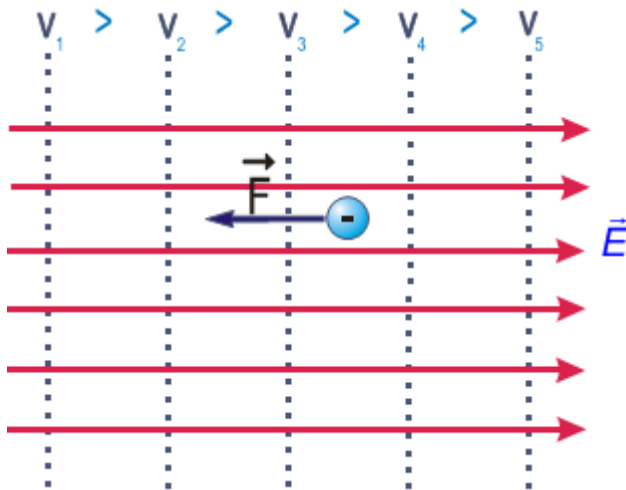 V₁ > V₂ > V₃ > V₄ > V₅
F⃗
-
E⃗